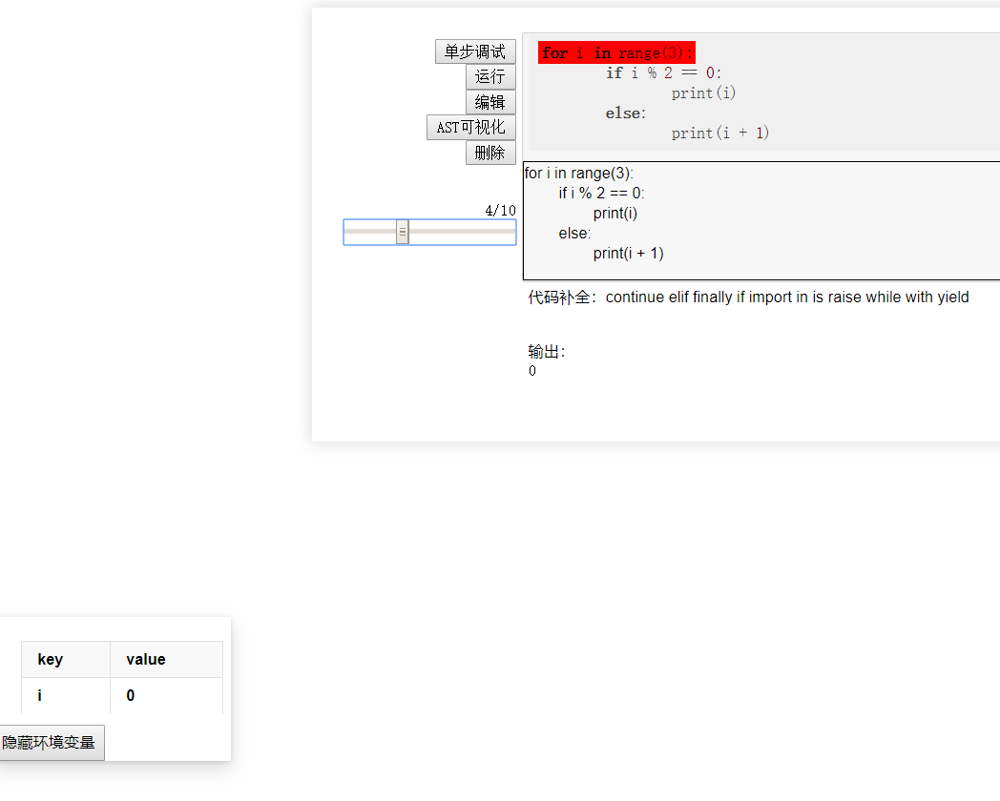 单步调试
运行
编辑
AST可视化
删除
4/10
for i in range(3):
if i % 2 == 0:
print(i)
else:
print(i + 1)
for i in range(3):
if i % 2 == 0:
print(i)
else:
print(i + 1)
代码补全：continue elif finally if import in is raise while with yield
输出：
0
key value
i 0
隐藏环境变量